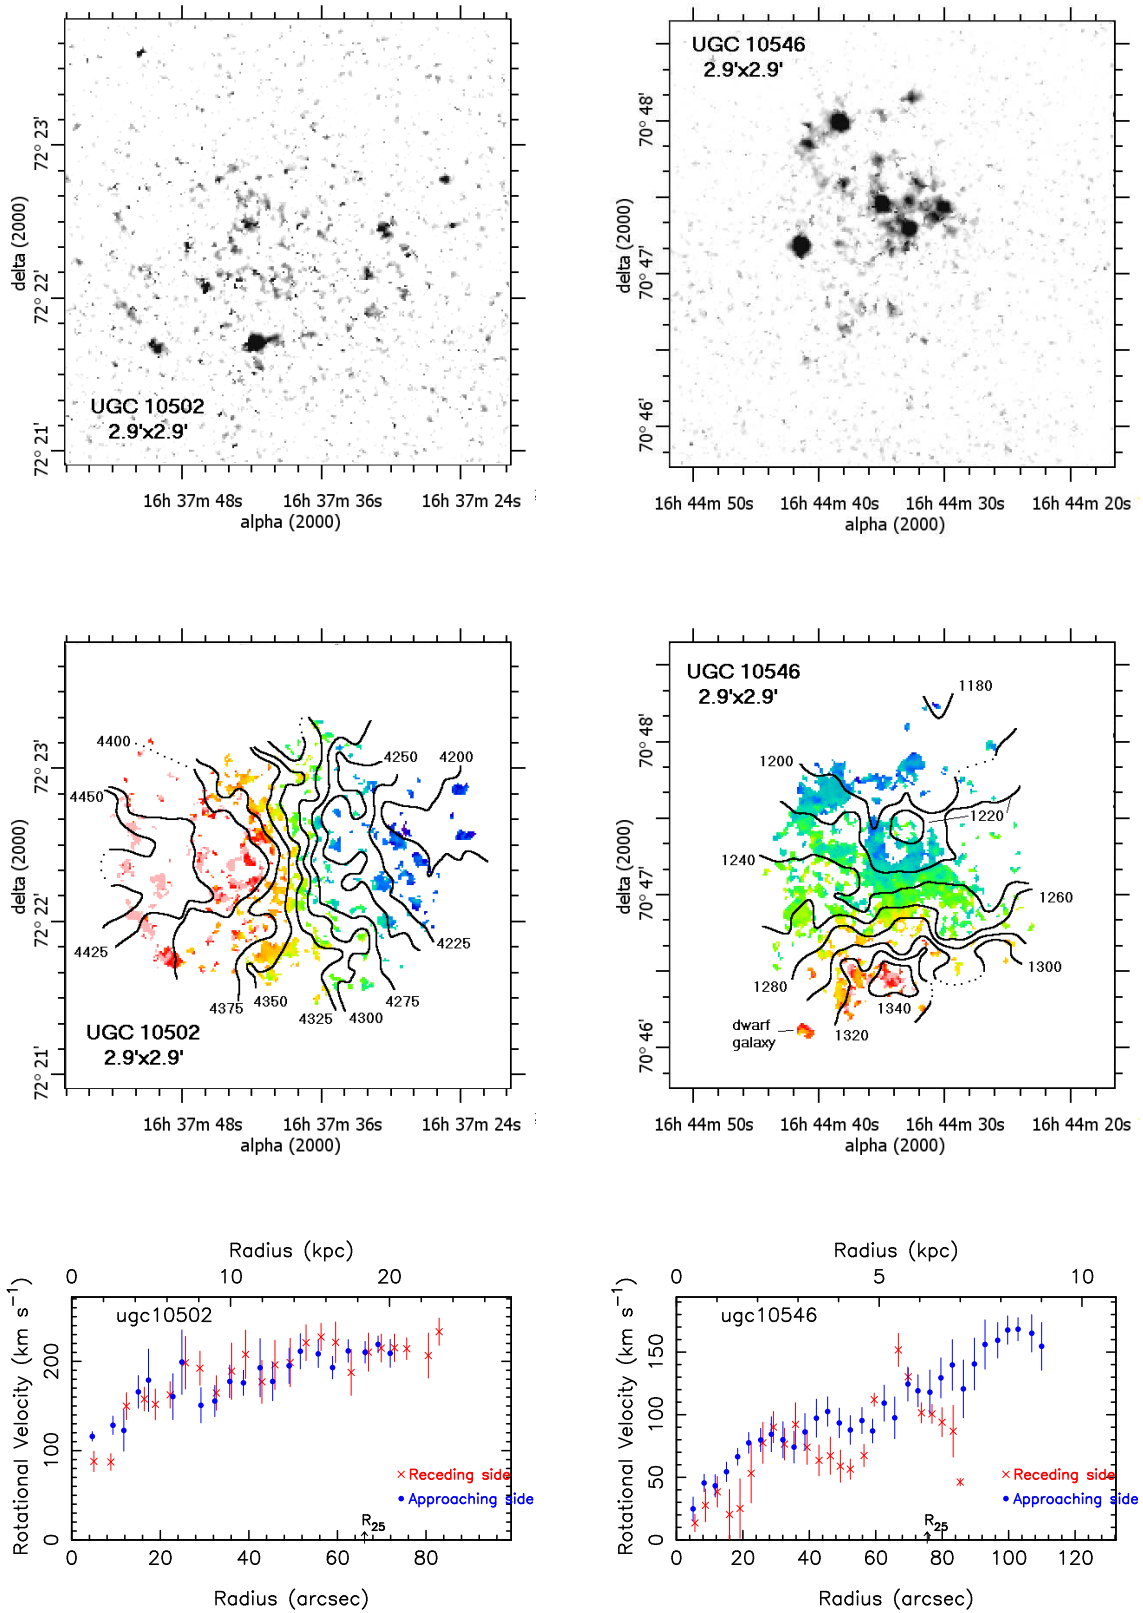 UGC 10502
2.9'x2.9'
72° 23'
72° 22'
72° 21'
delta (2000)
16h 37m 48s 16h 37m 36s 16h 37m 24s
alpha (2000)
UGC 10546
2.9'x2.9'
70° 48'
70° 47'
70° 46'
delta (2000)
16h 44m 50s 16h 44m 40s 16h 44m 30s 16h 44m 20s
alpha (2000)
4400
4250
4200
4450
4425
4225
4375
4350
4325
4300
4275
UGC 10502
2.9'x2.9'
72° 23'
72° 22'
72° 21'
delta (2000)
16h 37m 48s 16h 37m 36s 16h 37m 24s
alpha (2000)
UGC 10546
2.9'x2.9'
1180
1200
1220
1240
1260
1300
1280
1340
1320
dwarf
galaxy
70° 48'
70° 47'
70° 46'
delta (2000)
16h 44m 50s 16h 44m 40s 16h 44m 30s 16h 44m 20s
alpha (2000)
Radius (kpc)
0 10 20
ugc10502
Rotational Velocity (km s⁻¹)
200
100
0
× Receding side
• Approaching side
R₂₅
0 20 40 60 80
Radius (arcsec)
Radius (kpc)
0 5 10
ugc10546
Rotational Velocity (km s⁻¹)
150
100
50
0
× Receding side
• Approaching side
R₂₅
0 20 40 60 80 100 120
Radius (arcsec)